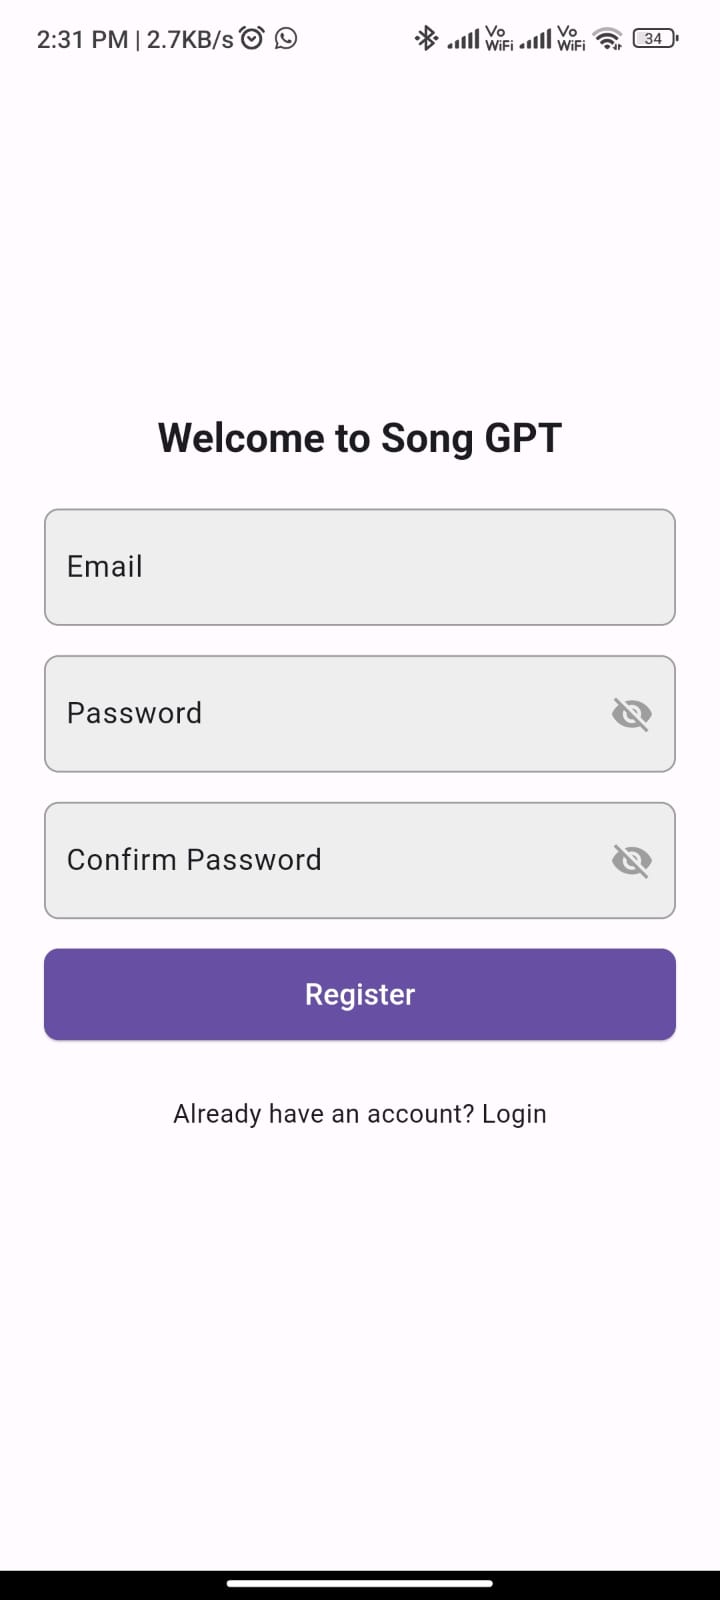 2:31 PM | 2.7KB/s Vo WiFi Vo WiFi 34
Welcome to Song GPT
Email
Password
Confirm Password
Register
Already have an account? Login